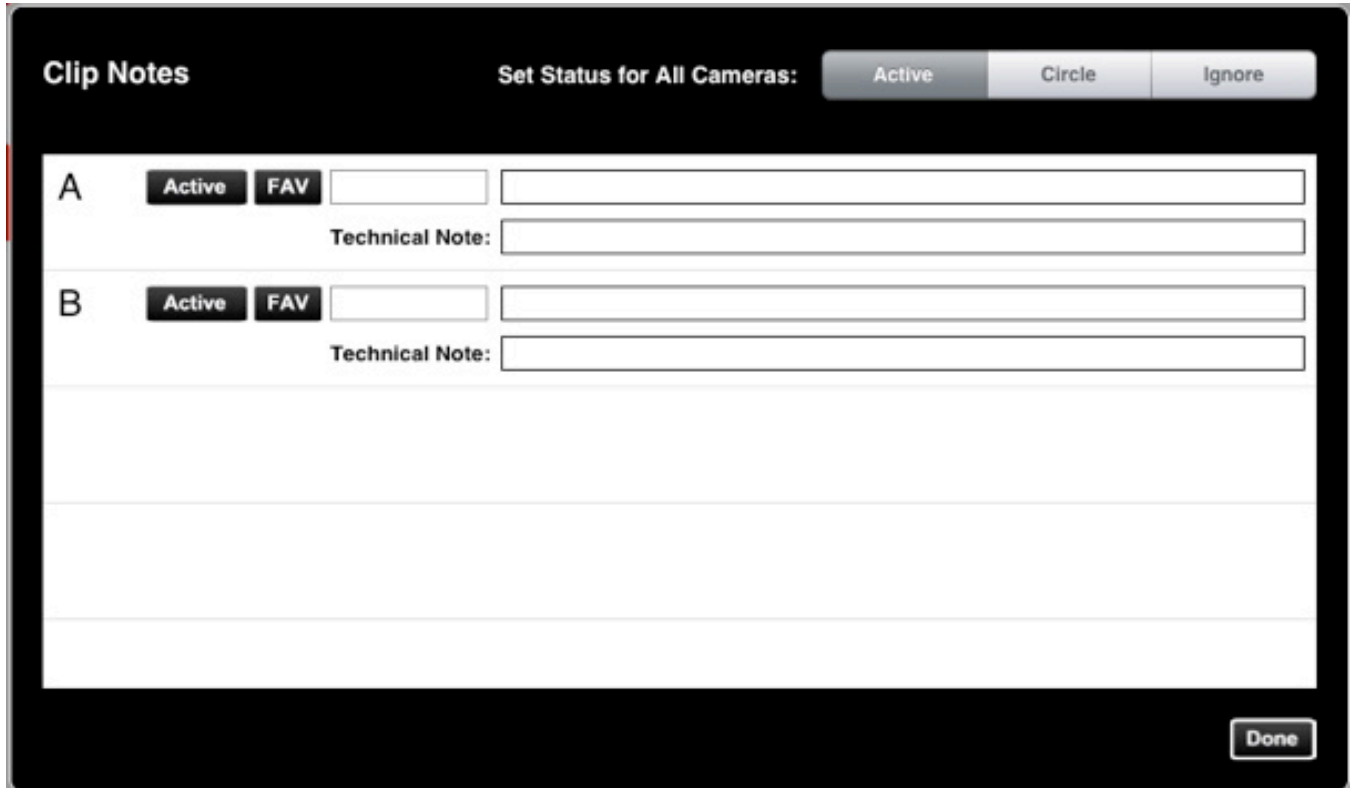 Clip Notes Set Status for All Cameras: Active Circle Ignore
A Active FAV
Technical Note:
B Active FAV
Technical Note:
Done